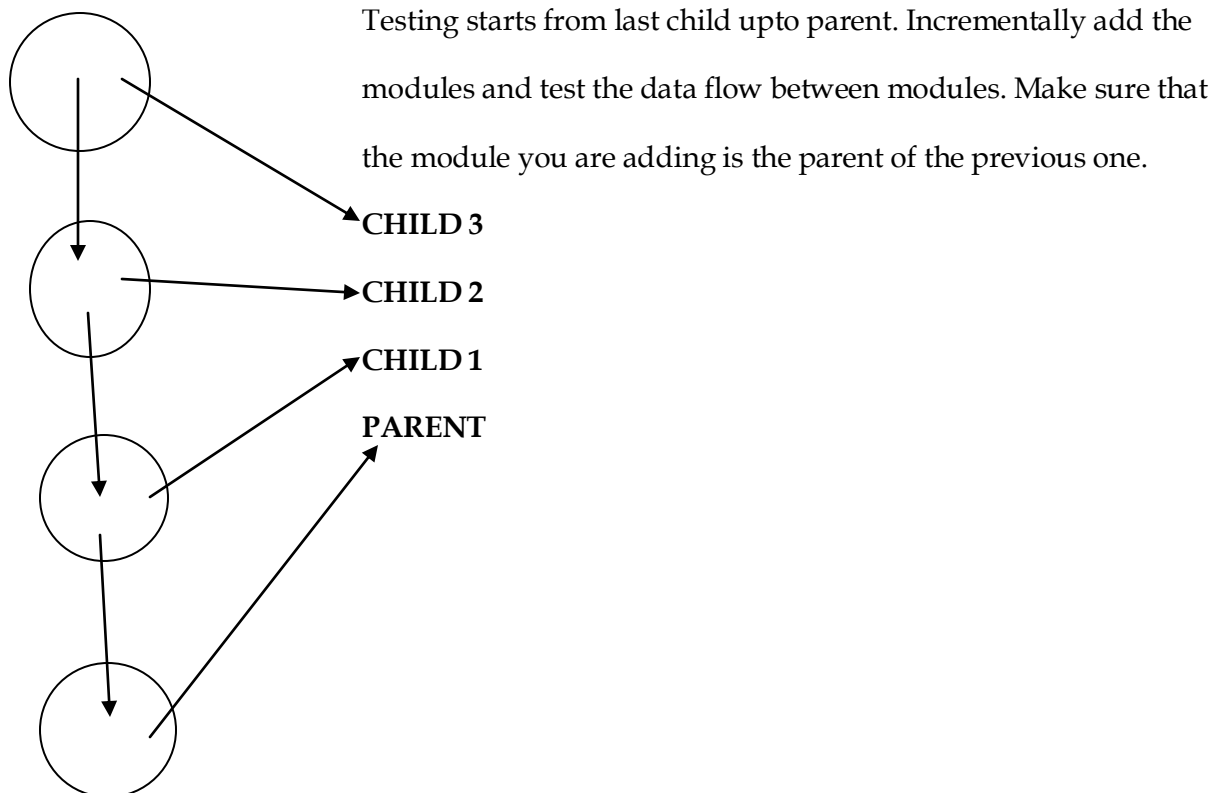 Testing starts from last child upto parent. Incrementally add the
modules and test the data flow between modules. Make sure that
the module you are adding is the parent of the previous one.
CHILD 3
CHILD 2
CHILD 1
PARENT